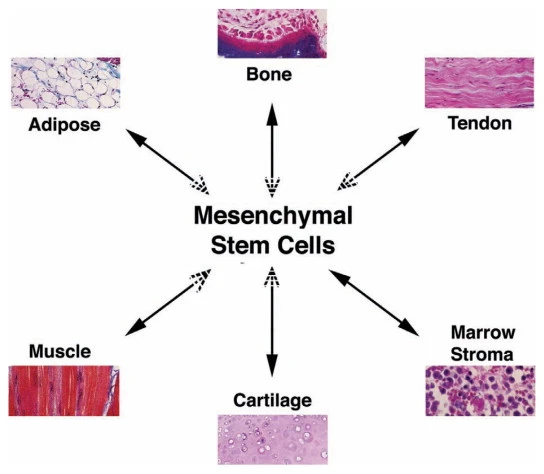 Bone
Adipose
Tendon
Mesenchymal
Stem Cells
Muscle
Marrow
Stroma
Cartilage